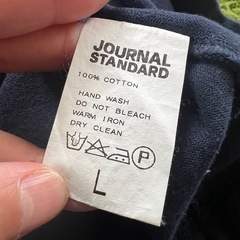 JOURNAL
STANDARD
100% COTTON
HAND WASH
DO NOT BLEACH
WARM IRON
DRY CLEAN
P
L